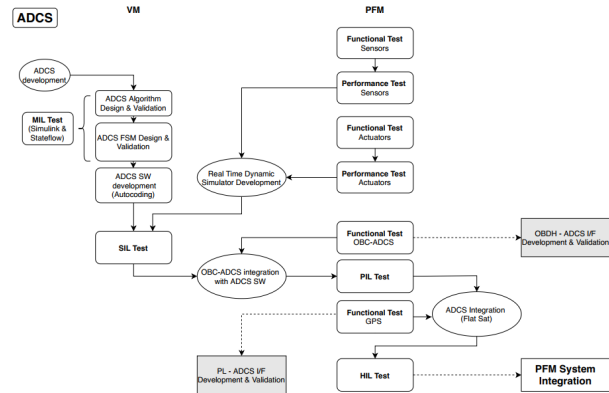 ADCS
VM
PFM
Functional Test
Sensors
ADCS
development
Performance Test
Sensors
ADCS Algorithm
Design & Validation
MIL Test
(Simulink &
Stateflow)
ADCS FSM Design &
Validation
Functional Test
Actuators
ADCS SW
development
(Autocoding)
Real Time Dynamic
Simulator Development
Performance Test
Actuators
SIL Test
Functional Test
OBC-ADCS
OBDH - ADCS I/F
Development & Validation
OBC-ADCS integration
with ADCS SW
PIL Test
Functional Test
GPS
ADCS Integration
(Flat Sat)
PL - ADCS I/F
Development & Validation
HIL Test
PFM System
Integration